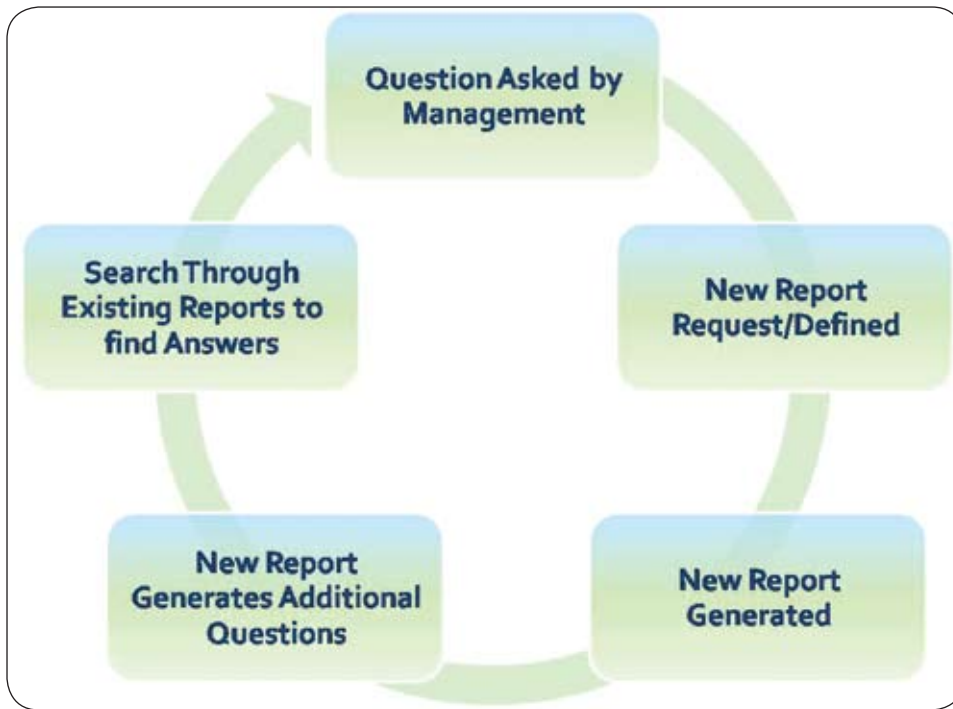 Question Asked by
Management
New Report
Request/Defined
New Report
Generated
New Report
Generates Additional
Questions
Search Through
Existing Reports to
find Answers